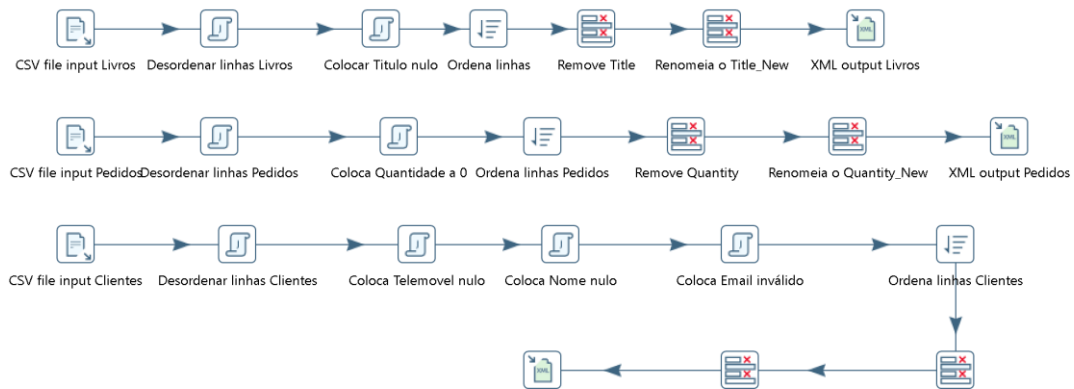 CSV file input Livros
Desordenar linhas Livros
Colocar Titulo nulo
Ordena linhas
Remove Title
Renomeia o Title_New
XML output Livros
CSV file input Pedidos
Desordenar linhas Pedidos
Coloca Quantidade a 0
Ordena linhas Pedidos
Remove Quantity
Renomeia o Quantity_New
XML output Pedidos
CSV file input Clientes
Desordenar linhas Clientes
Coloca Telemovel nulo
Coloca Nome nulo
Coloca Email inválido
Ordena linhas Clientes